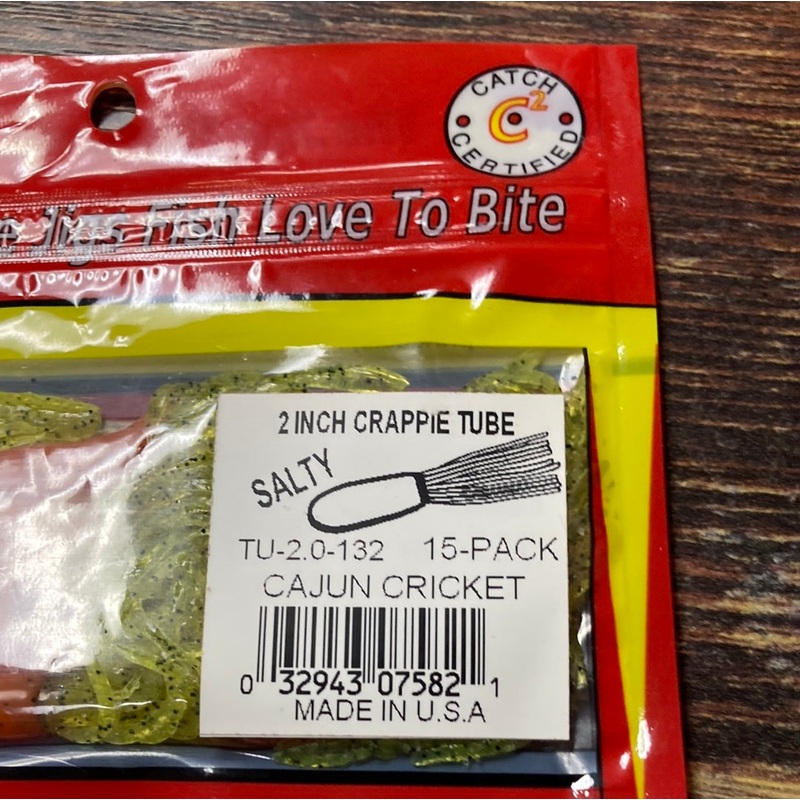 CATCH
C2
CERTIFIED
Jigs Fish Love To Bite
2 INCH CRAPPIE TUBE
SALTY
TU-2.0-132 15-PACK
CAJUN CRICKET
0 32943 07582 1
MADE IN U.S.A